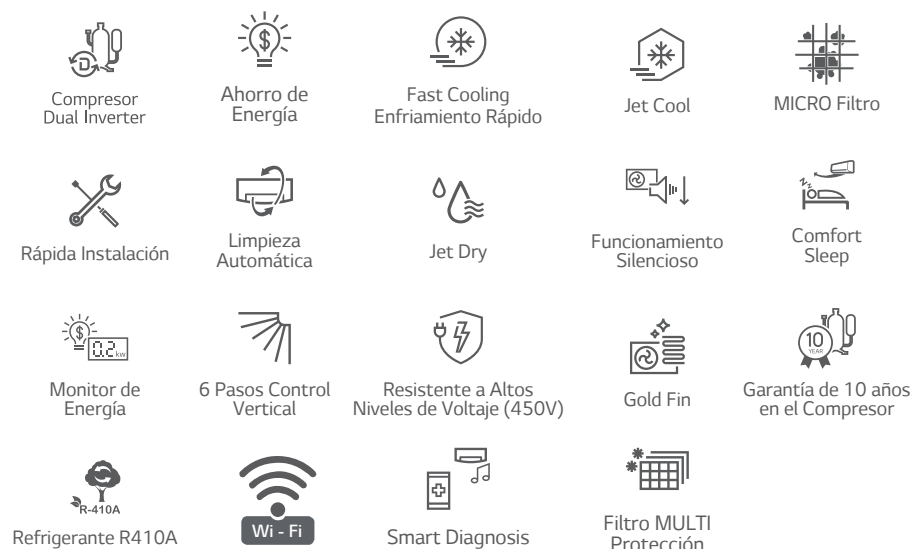 Compresor
Dual Inverter
Ahorro de
Energía
Fast Cooling
Enfriamiento Rápido
Jet Cool
MICRO Filtro
Rápida Instalación
Limpieza
Automática
Jet Dry
Funcionamiento
Silencioso
Comfort
Sleep
0.2 kw
Monitor de
Energía
6 Pasos Control
Vertical
Resistente a Altos
Niveles de Voltaje (450V)
Gold Fin
10
YEAR
Garantía de 10 años
en el Compresor
R-410A
Refrigerante R410A
Wi - Fi
Smart Diagnosis
Filtro MULTI
Protección